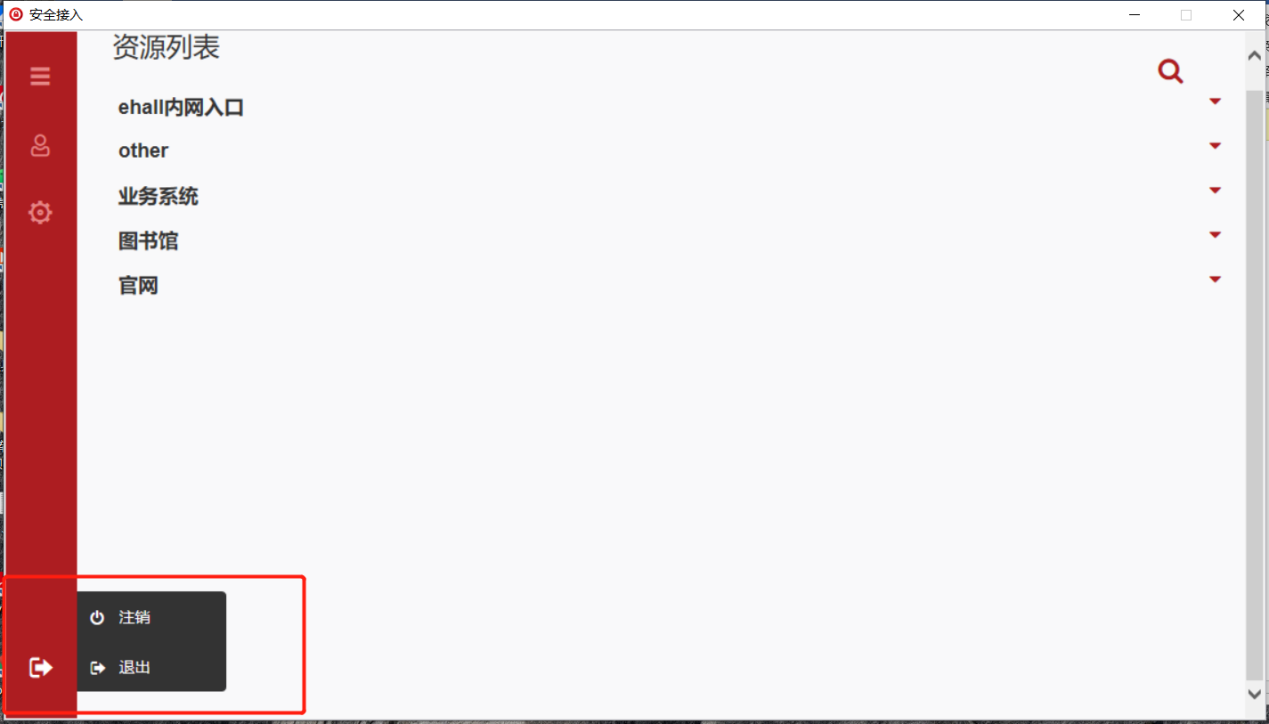 安全接入
资源列表
ehall内网入口
other
业务系统
图书馆
官网
注销
退出